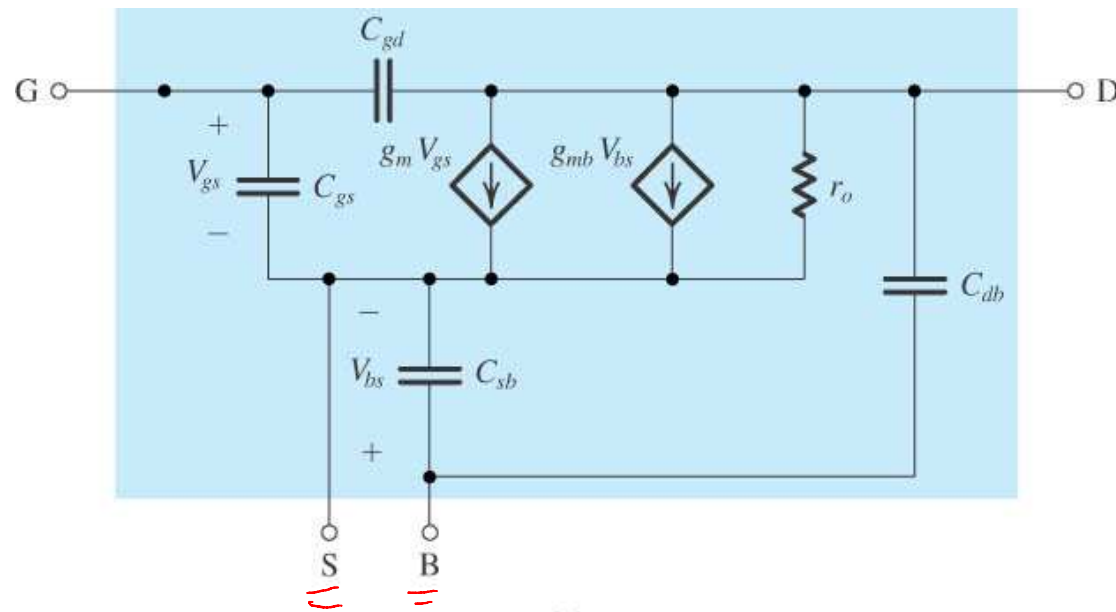 C_gd
G
D
+
g_m V_gs
g_mb V_bs
V_gs
C_gs
r_o
−
C_db
−
V_bs
C_sb
+
S
B